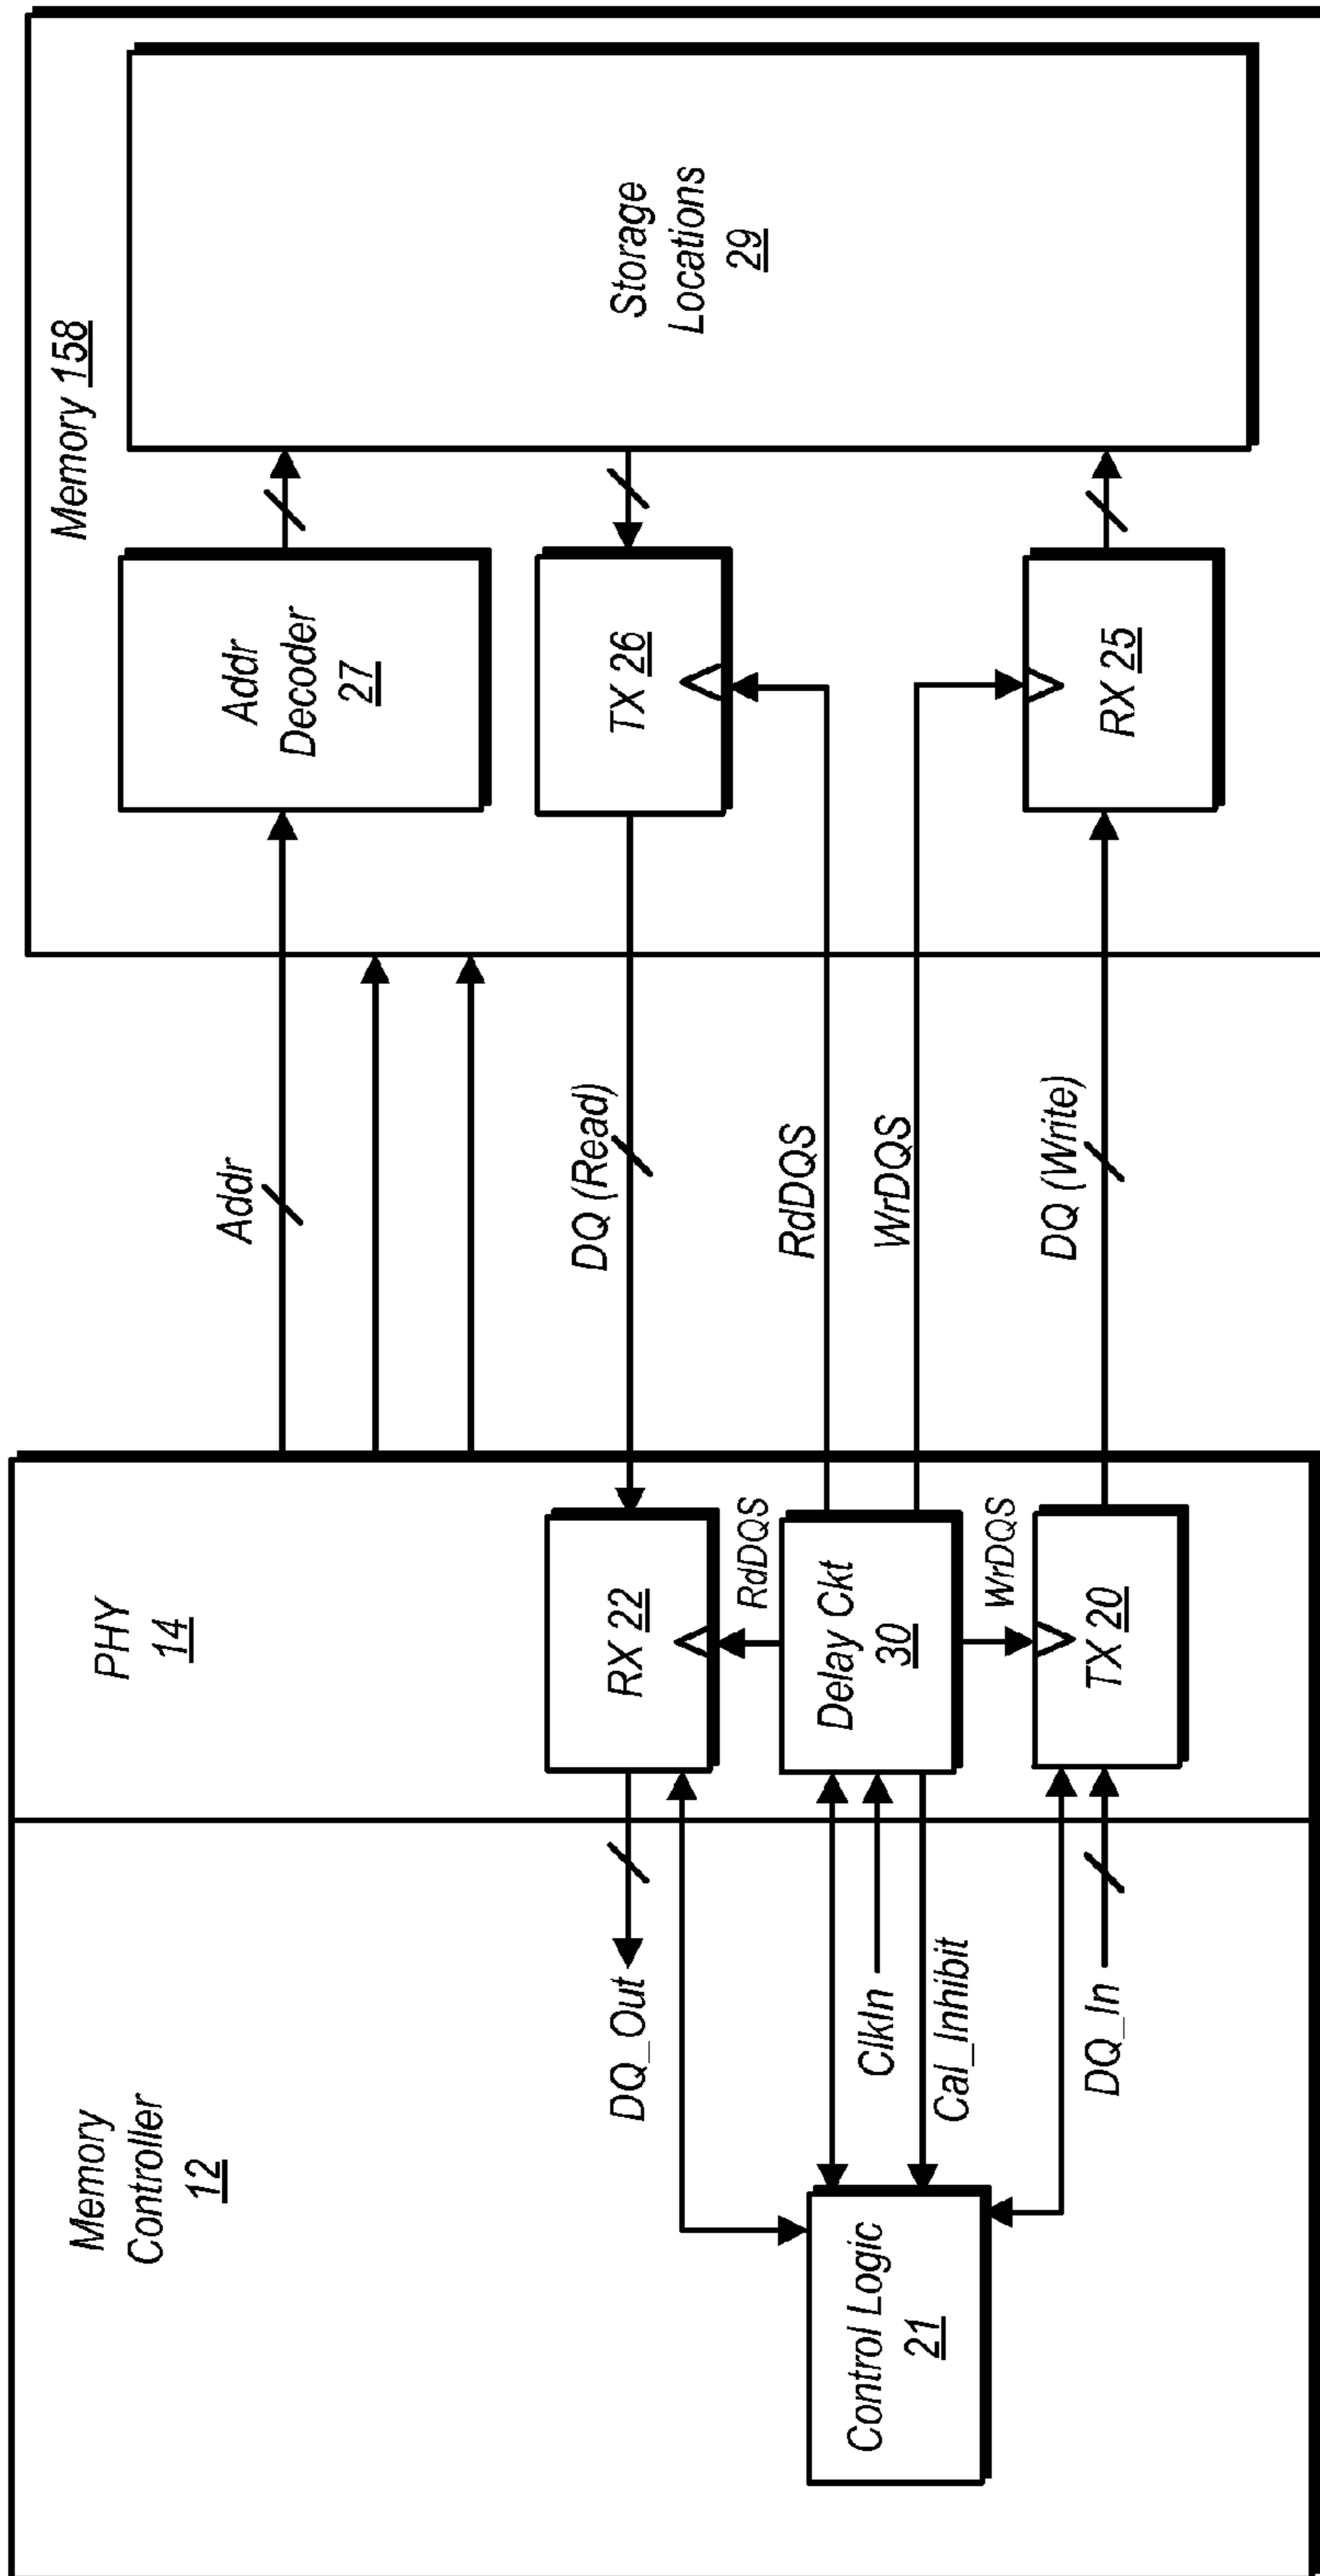 Memory
Controller
12
PHY
14
Memory 158
Addr
Addr
Decoder
27
Storage
Locations
29
DQ_Out
RX 22
DQ (Read)
TX 26
RdDQS
RdDQS
Control Logic
21
ClkIn
Cal_Inhibit
Delay Ckt
30
WrDQS
WrDQS
DQ_In
TX 20
DQ (Write)
RX 25